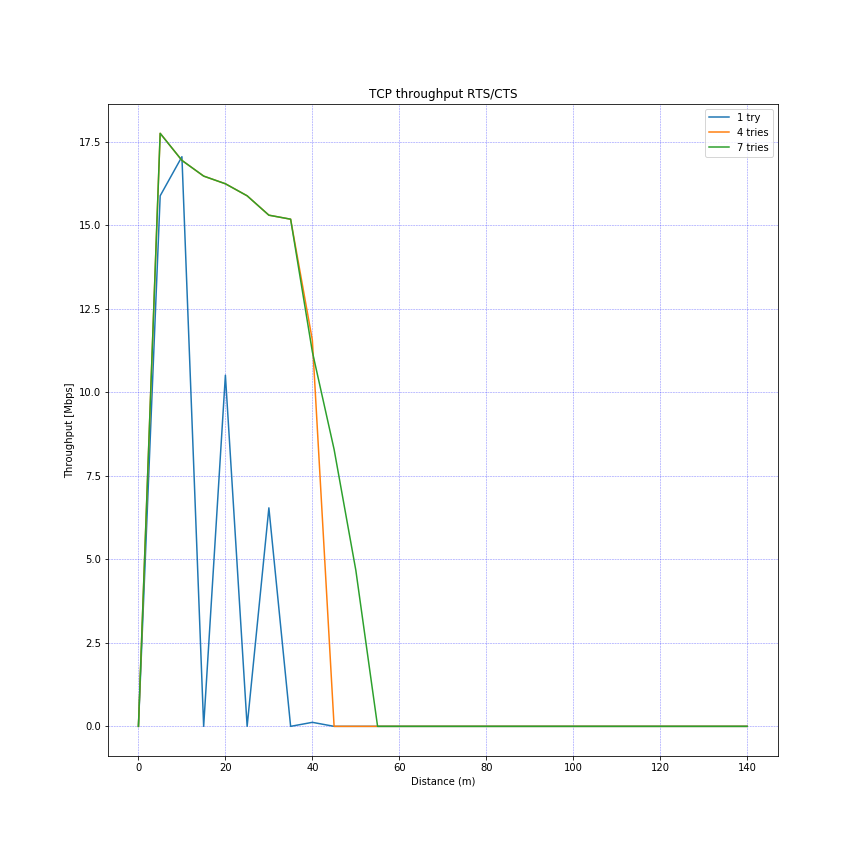 TCP throughput RTS/CTS
1 try
4 tries
7 tries
17.5
15.0
12.5
10.0
7.5
5.0
2.5
0.0
Throughput [Mbps]
0 20 40 60 80 100 120 140
Distance (m)